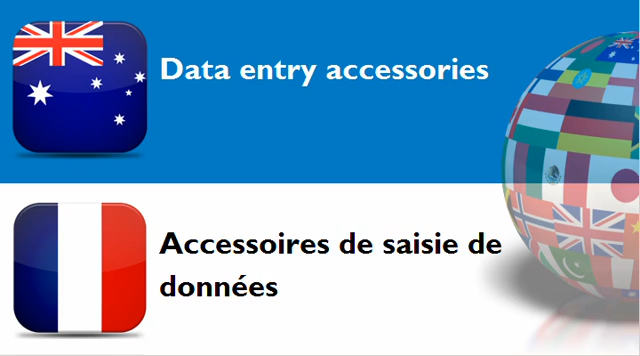 Data entry accessories
Accessoires de saisie de
données